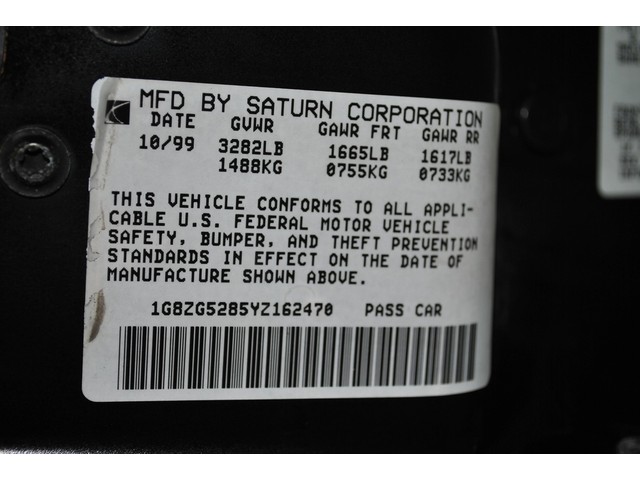 MFD BY SATURN CORPORATION
DATE GVWR GAWR FRT GAWR RR
10/99 3282LB 1665LB 1617LB
1488KG 0755KG 0733KG
THIS VEHICLE CONFORMS TO ALL APPLI-
CABLE U.S. FEDERAL MOTOR VEHICLE
SAFETY, BUMPER, AND THEFT PREVENTION
STANDARDS IN EFFECT ON THE DATE OF
MANUFACTURE SHOWN ABOVE.
1G8ZG5285YZ162470 PASS CAR